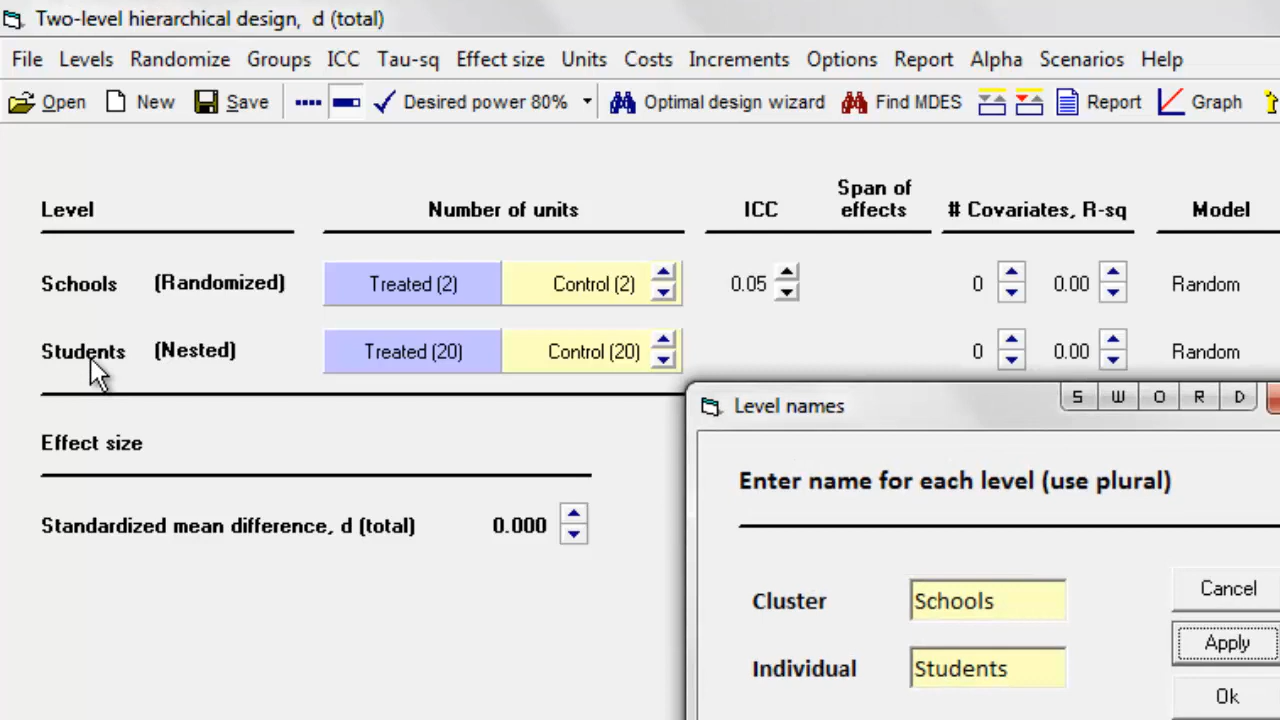 Two-level hierarchical design, d (total)
File Levels Randomize Groups ICC Tau-sq Effect size Units Costs Increments Options Report Alpha Scenarios Help
Open New Save Desired power 80% Optimal design wizard Find MDES Report Graph
Span of
Level Number of units ICC effects # Covariates, R-sq Model
Schools (Randomized) Treated (2) Control (2) 0.05 0 0.00 Random
Students (Nested) Treated (20) Control (20) 0 0.00 Random
Level names S W O R D
Effect size
Enter name for each level (use plural)
Standardized mean difference, d (total) 0.000
Cancel
Cluster Schools
Apply
Individual Students
Ok